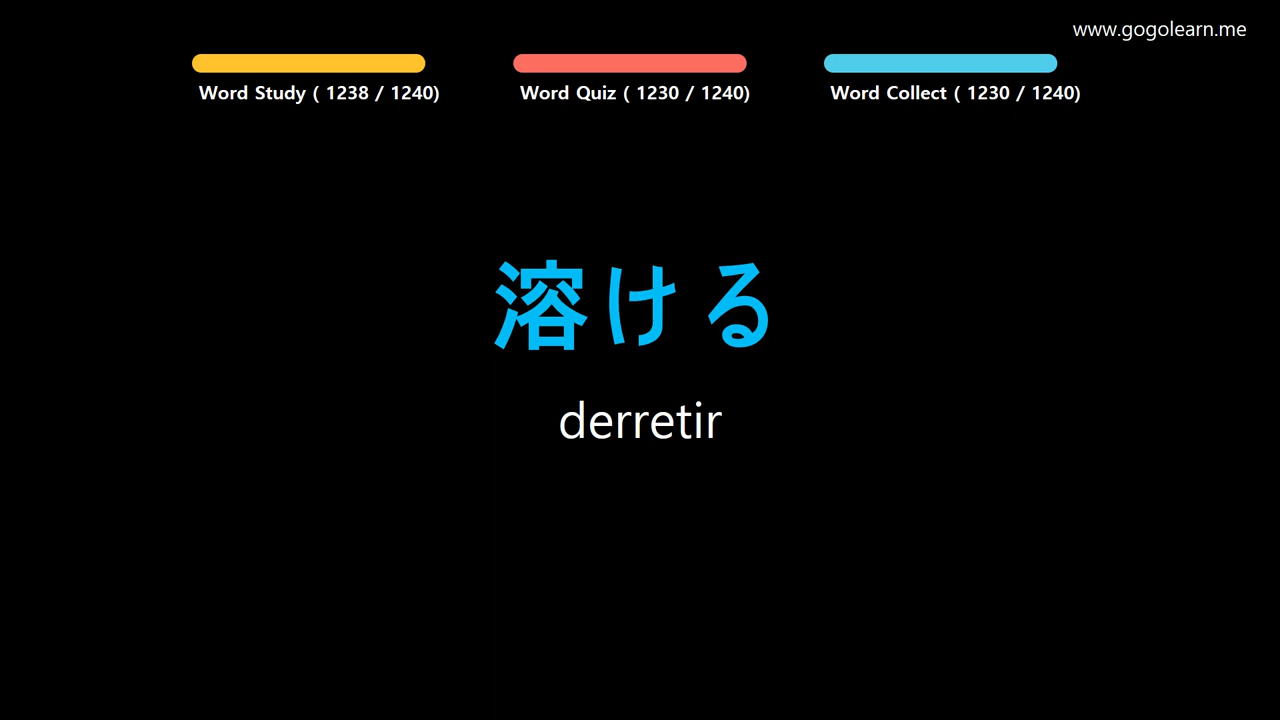 www.gogolearn.me
Word Study ( 1238 / 1240)
Word Quiz ( 1230 / 1240)
Word Collect ( 1230 / 1240)
溶ける
derretir